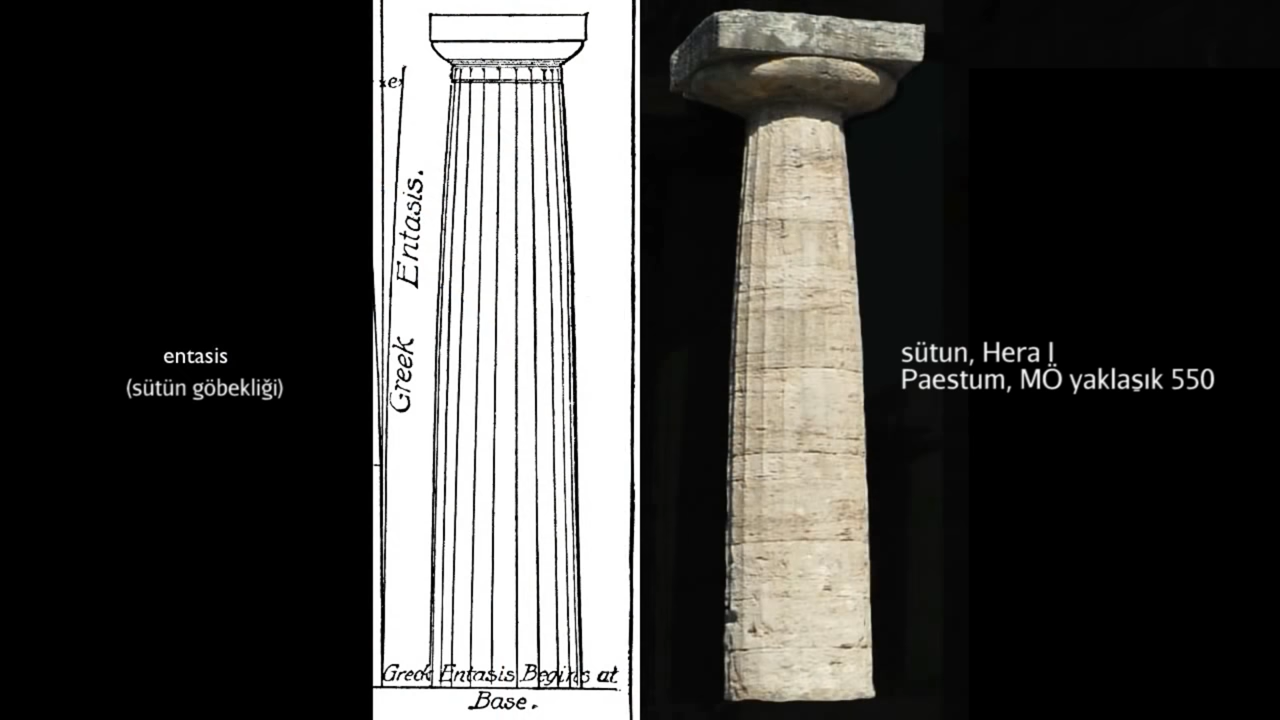 entasis
(sütün göbekliği)
Greek Entasis.
Greek Entasis Begins at
Base.
sütun, Hera I
Paestum, MÖ yaklaşık 550